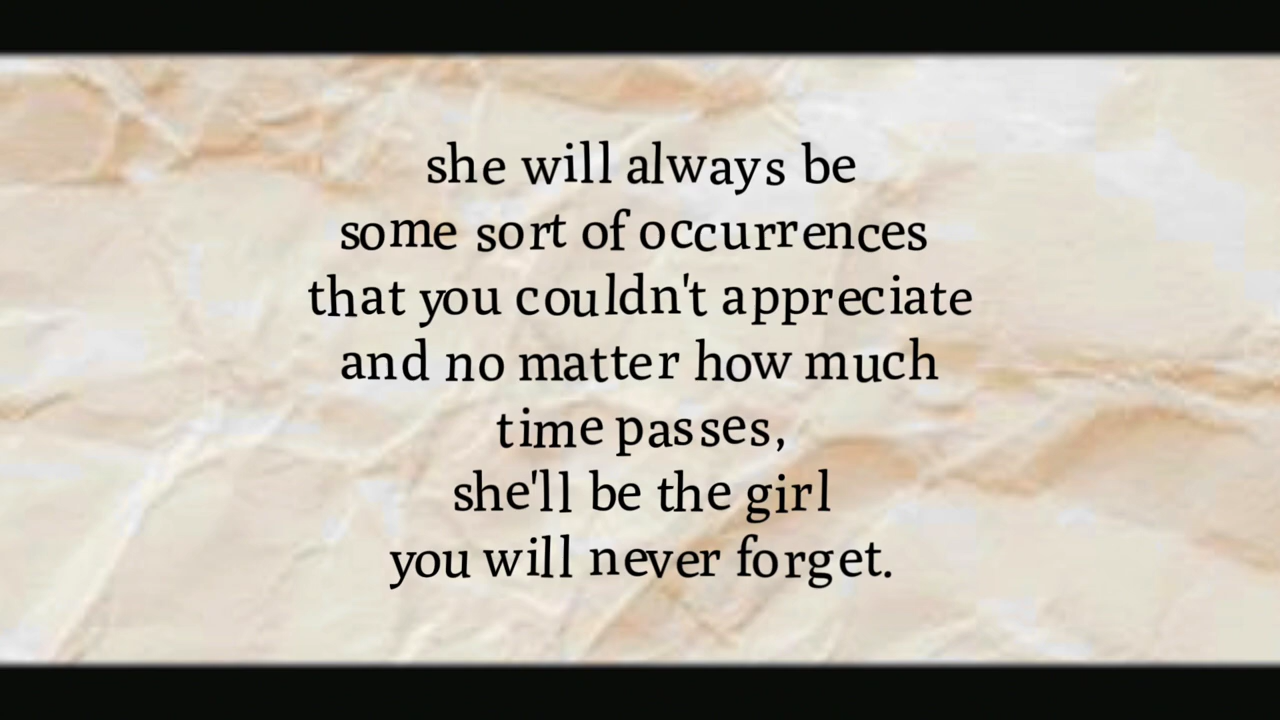 she will always be
some sort of occurrences
that you couldn't appreciate
and no matter how much
time passes,
she'll be the girl
you will never forget.